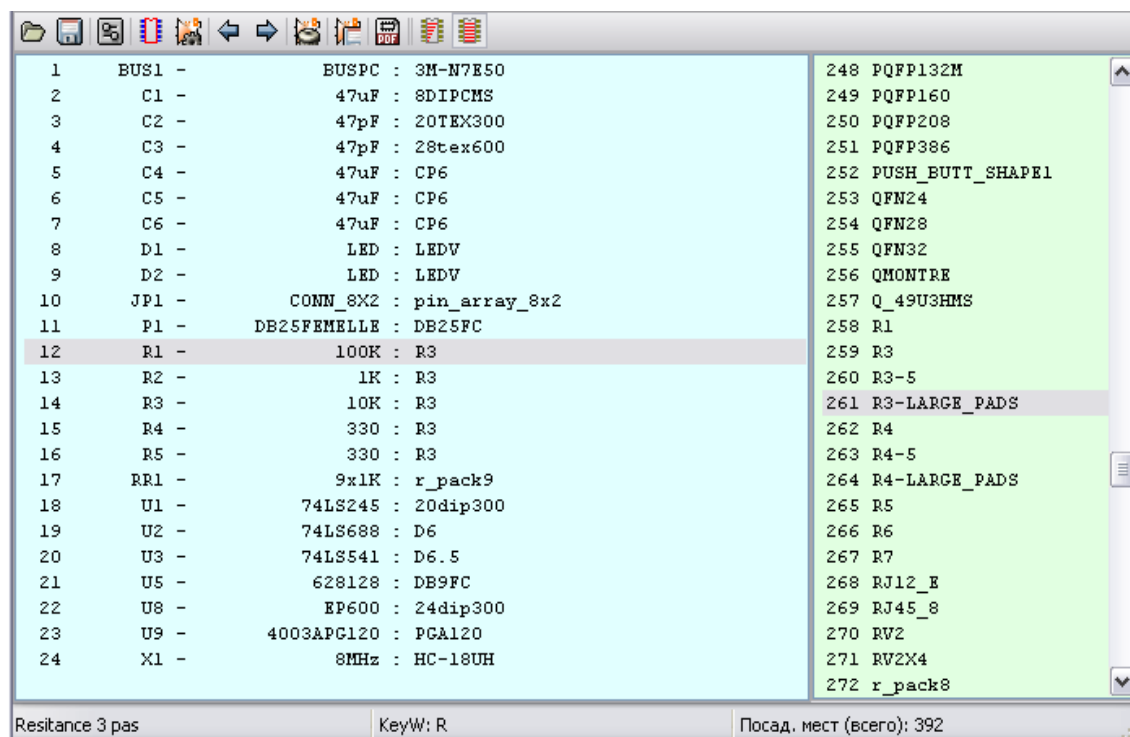 PDF
1 BUS1 - BUSPC : 3M-N7E50
2 C1 - 47uF : 8DIPCMS
3 C2 - 47pF : 20TEX300
4 C3 - 47pF : 28tex600
5 C4 - 47uF : CP6
6 C5 - 47uF : CP6
7 C6 - 47uF : CP6
8 D1 - LED : LEDV
9 D2 - LED : LEDV
10 JP1 - CONN_8X2 : pin_array_8x2
11 P1 - DB25FEMELLE : DB25FC
12 R1 - 100K : R3
13 R2 - 1K : R3
14 R3 - 10K : R3
15 R4 - 330 : R3
16 R5 - 330 : R3
17 RR1 - 9x1K : r_pack9
18 U1 - 74LS245 : 20dip300
19 U2 - 74LS688 : D6
20 U3 - 74LS541 : D6.5
21 U5 - 628128 : DB9FC
22 U8 - EP600 : 24dip300
23 U9 - 4003APG120 : PGA120
24 X1 - 8MHz : HC-18UH
248 PQFP132M
249 PQFP160
250 PQFP208
251 PQFP386
252 PUSH_BUTT_SHAPE1
253 QFN24
254 QFN28
255 QFN32
256 QMONTRE
257 Q_49U3HMS
258 R1
259 R3
260 R3-5
261 R3-LARGE_PADS
262 R4
263 R4-5
264 R4-LARGE_PADS
265 R5
266 R6
267 R7
268 RJ12_E
269 RJ45_8
270 RV2
271 RV2X4
272 r_pack8
Resitance 3 pas
KeyW: R
Посад. мест (всего): 392